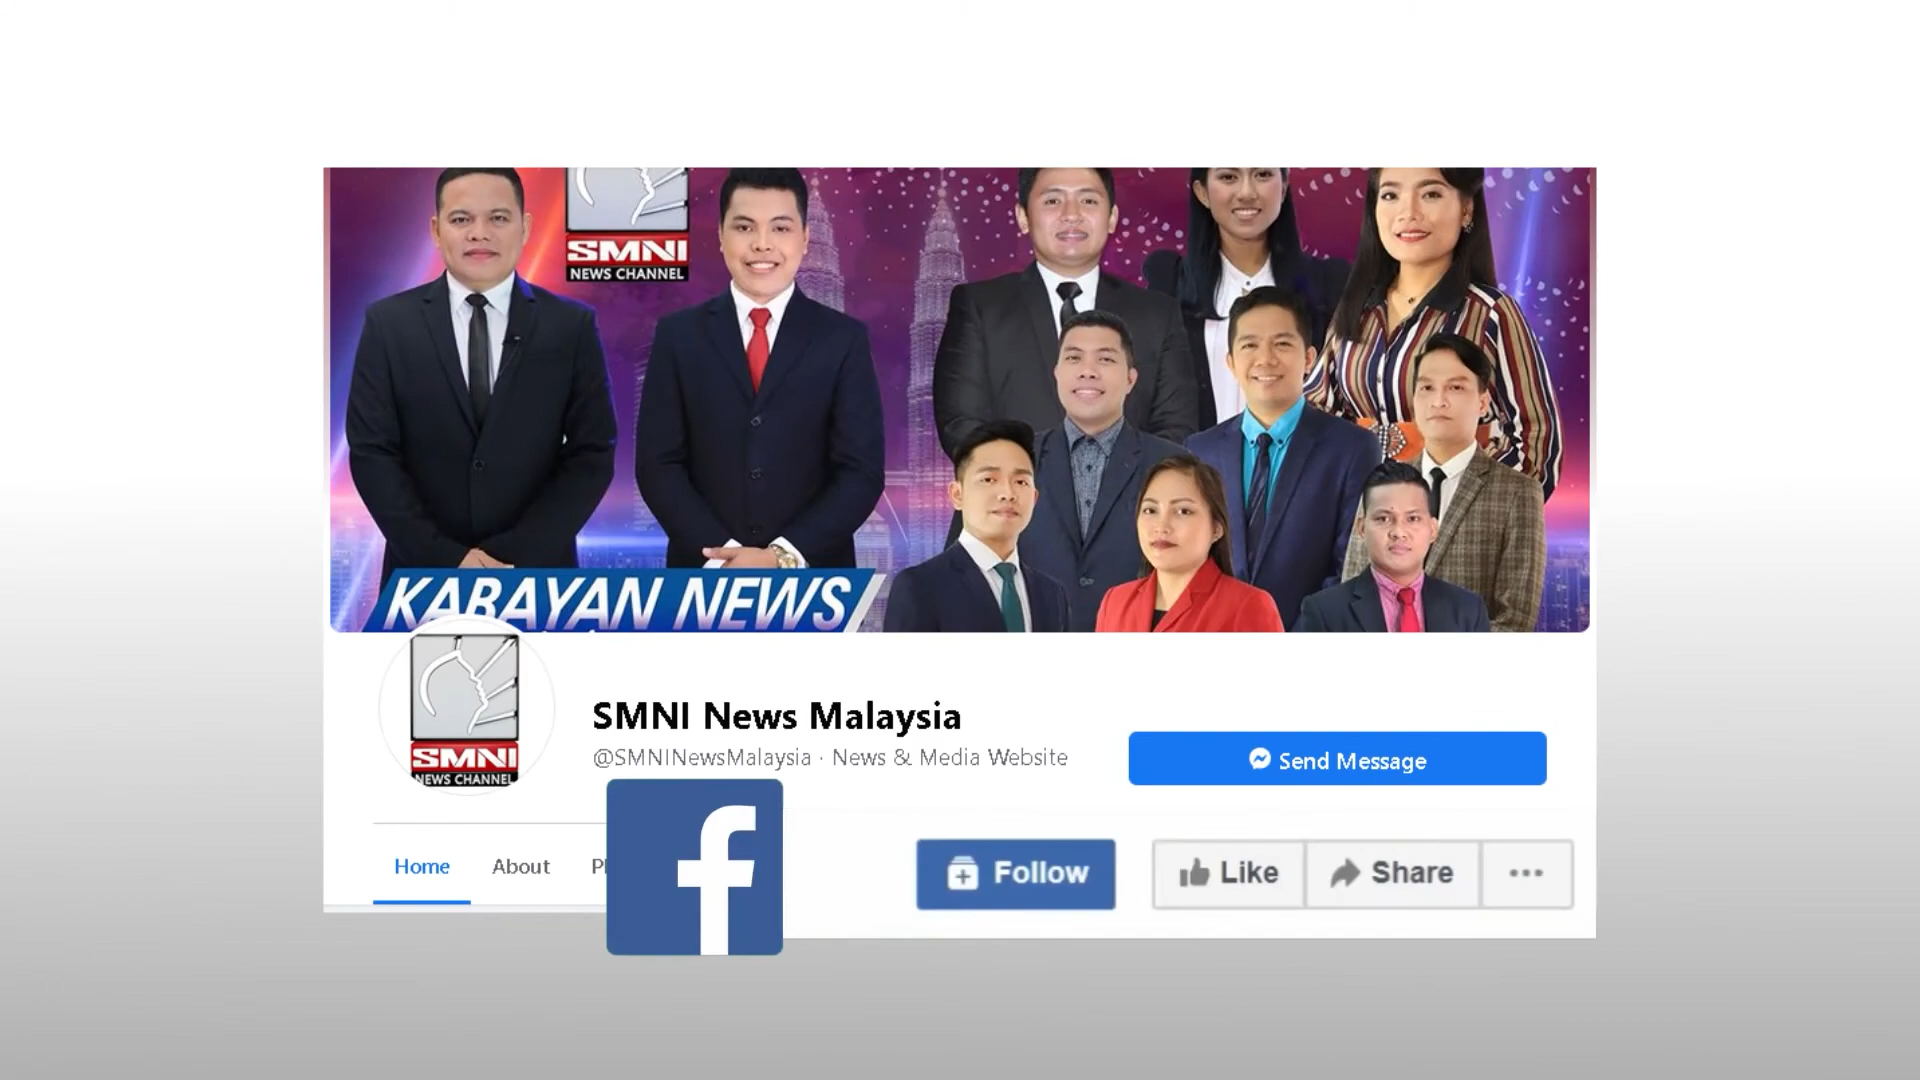 SMNI
NEWS CHANNEL
KABAYAN NEWS
SMNI
NEWS CHANNEL
SMNI News Malaysia
@SMNINewsMalaysia · News & Media Website
Send Message
Home About
f
Follow Like Share